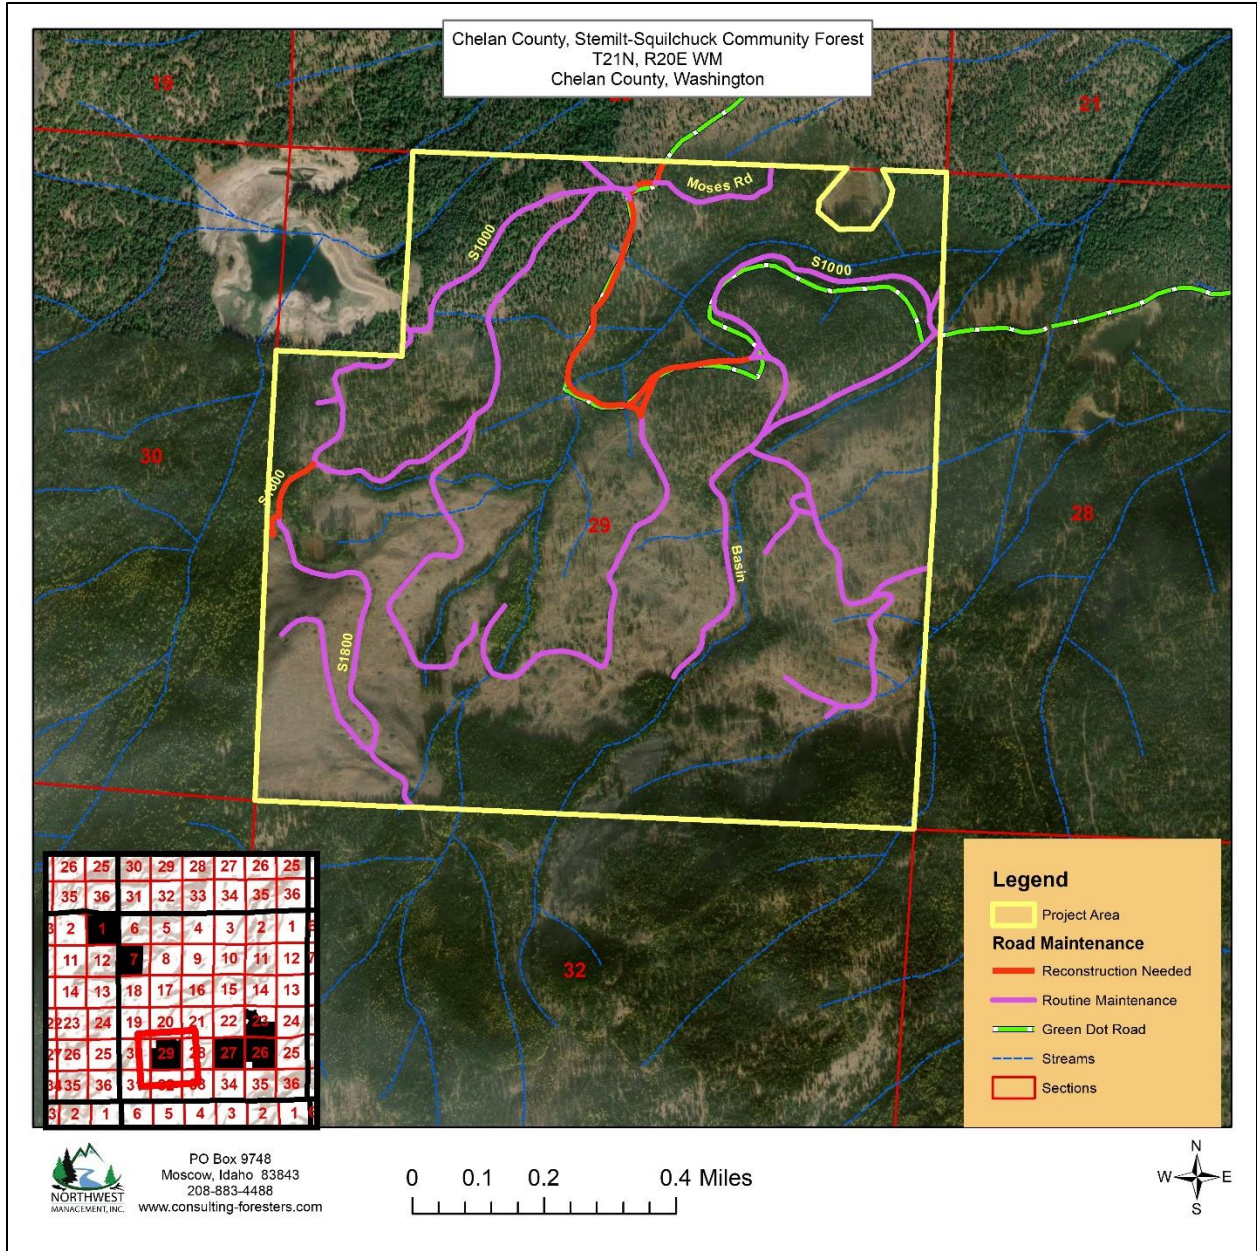 Chelan County, Stemilt-Squilchuck Community Forest
T21N, R20E WM
Chelan County, Washington
19
21
Moses Rd
S1000
S1000
30
S1000
29
28
Basin
S1800
32
26 25 30 29 28 27 26 25
35 36 31 32 33 34 35 36
3 2 1 6 5 4 3 2 1
11 12 7 8 9 10 11 12
14 13 18 17 16 15 14 13
23 24 19 20 21 22 23 24
26 25 29 28 27 26 25
35 36 31 32 33 34 35 36
3 2 1 6 5 4 3 2 1
Legend
Project Area
Road Maintenance
Reconstruction Needed
Routine Maintenance
Green Dot Road
Streams
Sections
NORTHWEST
MANAGEMENT, INC.
PO Box 9748
Moscow, Idaho 83843
208-883-4488
www.consulting-foresters.com
0 0.1 0.2 0.4 Miles
N
W E
S